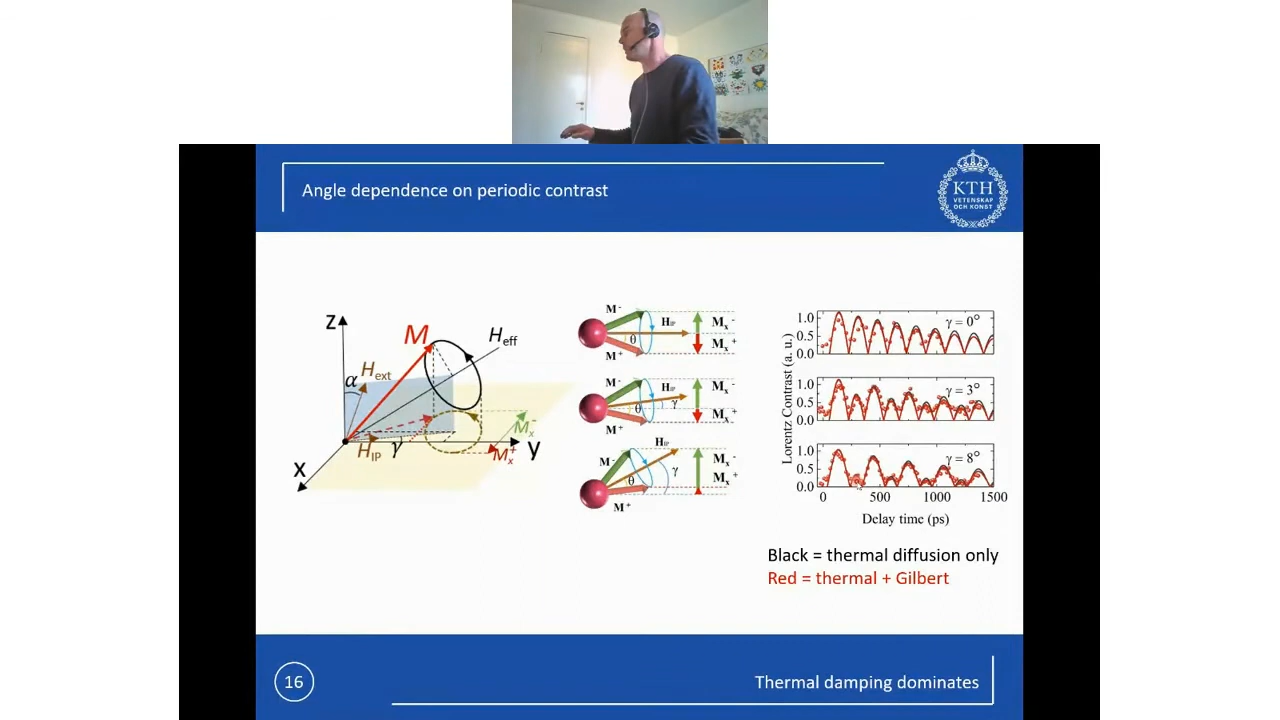 Angle dependence on periodic contrast
KTH
VETENSKAP
OCH KONST
Z
M
H_eff
α
H_ext
H_IP
γ
M_x^-
M_x^+
y
X
M^-
H_IP
θ
M^+
M_x^-
M_x^+
M^-
H_IP
θ
γ
M^+
M_x^-
M_x^+
H_IP
M^-
θ
γ
M^+
M_x^-
M_x^+
Lorentz Contrast (a. u.)
1.0
0.5
0.0
γ = 0°
1.0
0.5
0.0
γ = 3°
1.0
0.5
0.0
γ = 8°
0 500 1000 1500
Delay time (ps)
Black = thermal diffusion only
Red = thermal + Gilbert
16
Thermal damping dominates